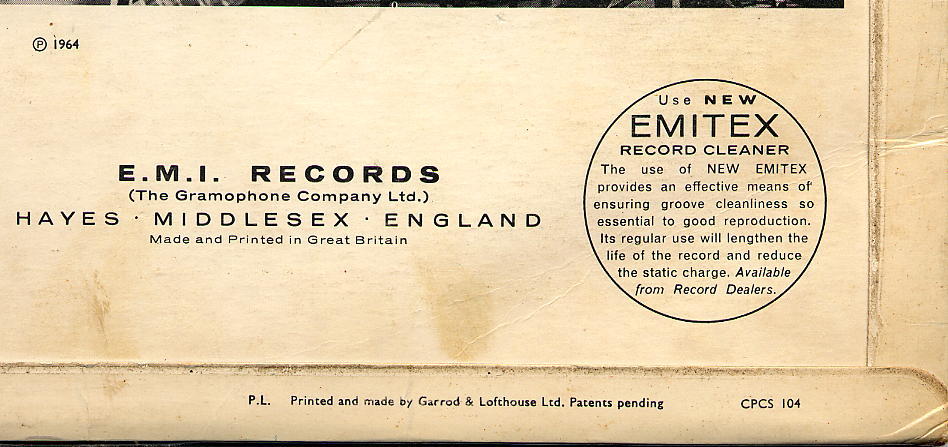 ℗ 1964
E.M.I. RECORDS
(The Gramophone Company Ltd.)
HAYES · MIDDLESEX · ENGLAND
Made and Printed in Great Britain
Use NEW
EMITEX
RECORD CLEANER
The use of NEW EMITEX
provides an effective means of
ensuring groove cleanliness so
essential to good reproduction.
Its regular use will lengthen the
life of the record and reduce
the static charge. Available
from Record Dealers.
P.L. Printed and made by Garrod & Lofthouse Ltd. Patents pending CPCS 104